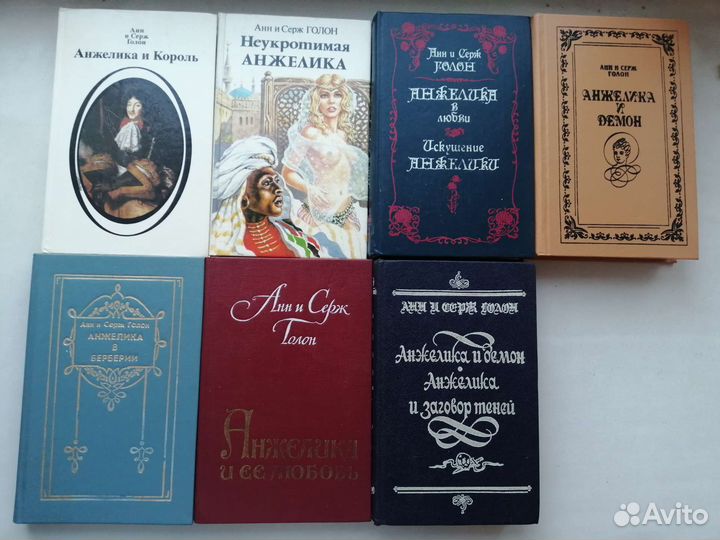 Анн
и Серж
Голон
Анжелика и Король
Анн и Серж ГОЛОН
Неукротимая
АНЖЕЛИКА
Анн и Серж
ГОЛОН
АНЖЕЛИКА
в
любви
Искушение
АНЖЕЛИКИ
АНН И СЕРЖ
ГОЛОН
АНЖЕЛИКА
И
ДЕМОН
Анн и Серж Голон
АНЖЕЛИКА
В
БЕРБЕРИИ
Анн и Серж
Голон
Анжелика
и ее любовь
АНН И СЕРЖ ГОЛОН
Анжелика и демон
Анжелика
и заговор теней
Avito